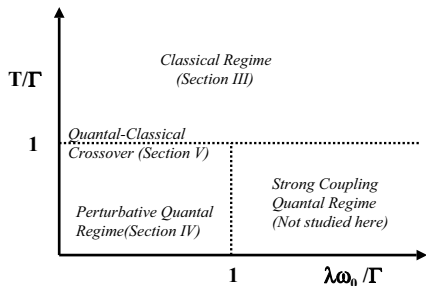 Classical Regime
(Section III)
T/Γ
Quantal-Classical
1
Crossover (Section V)
Strong Coupling
Quantal Regime
(Not studied here)
Perturbative Quantal
Regime(Section IV)
1
λω₀ /Γ